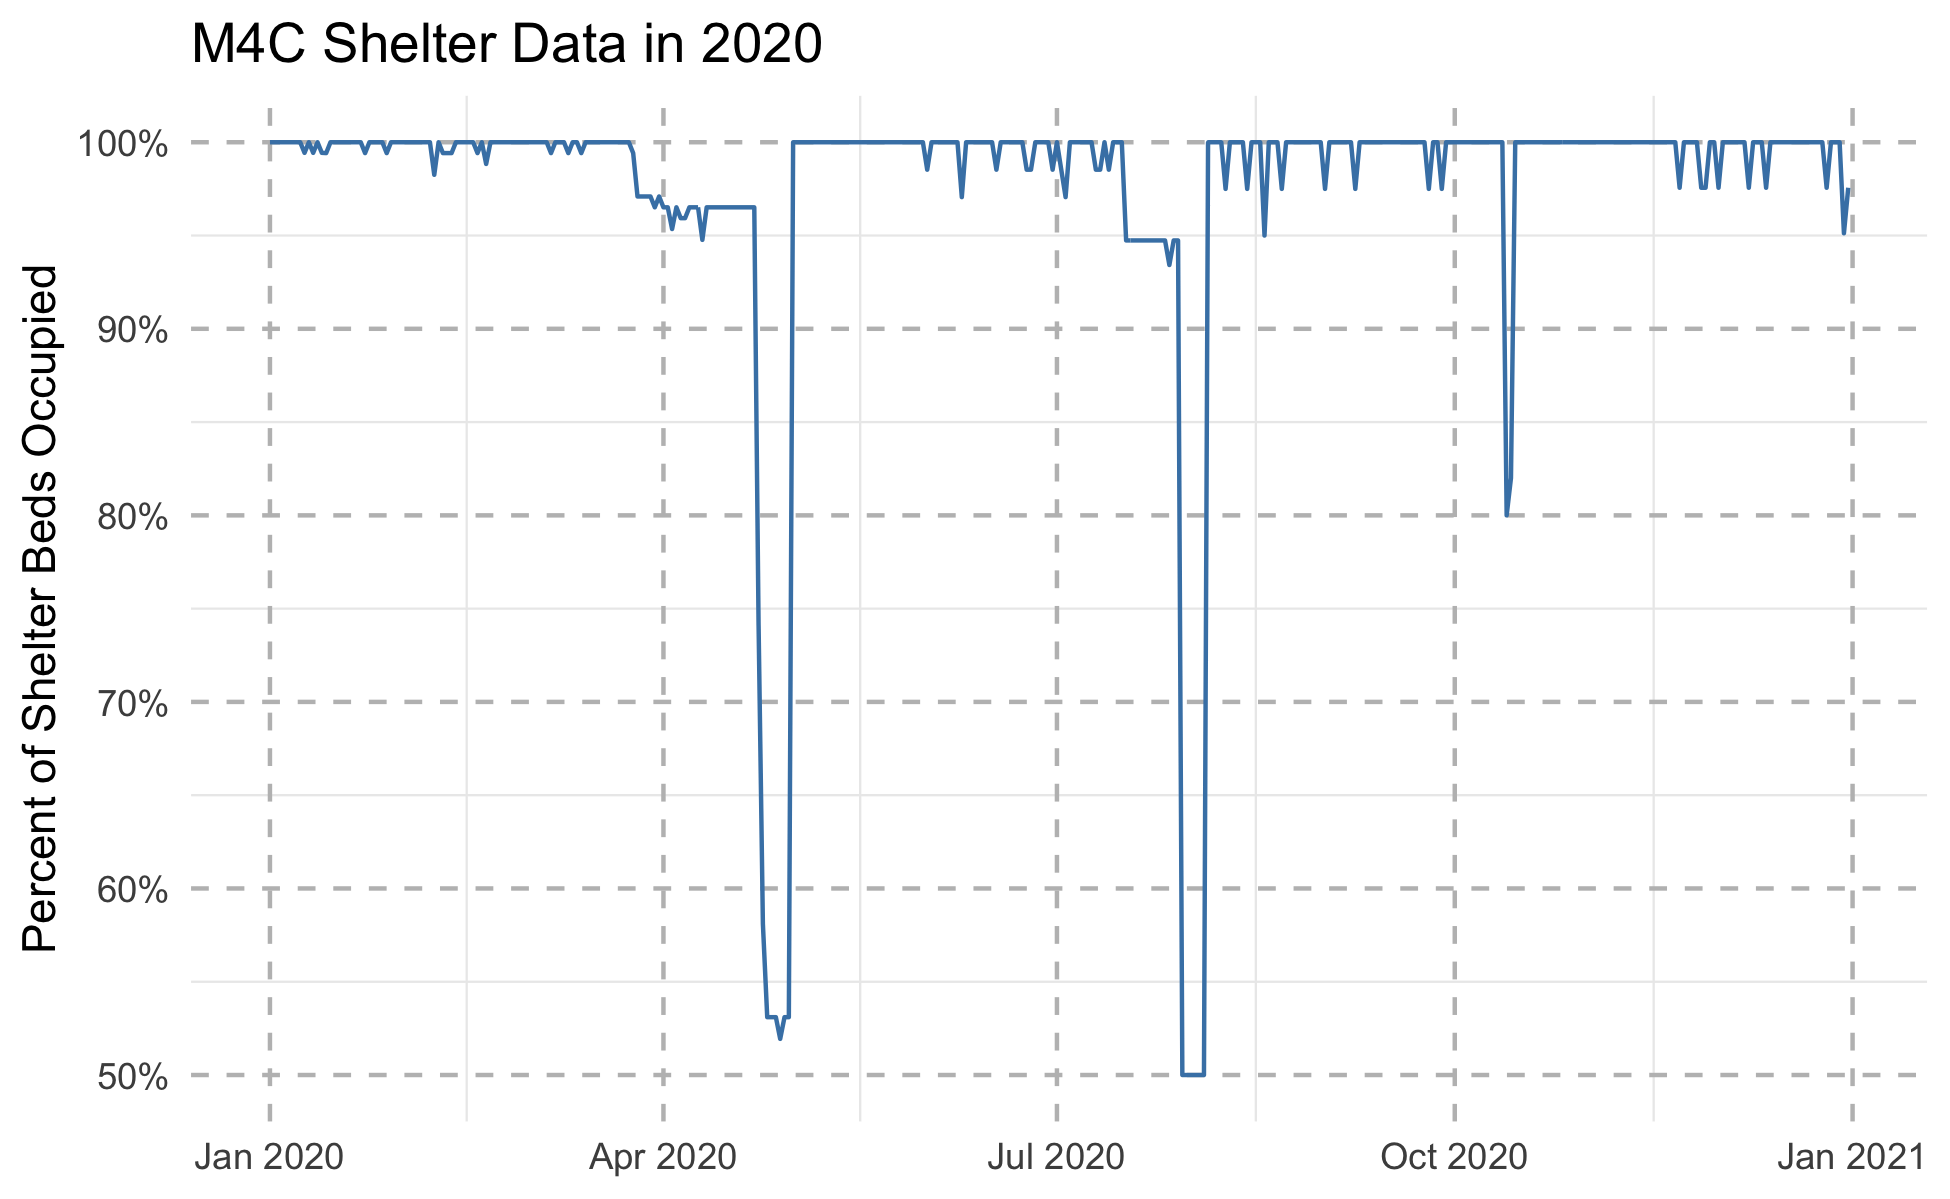 M4C Shelter Data in 2020
Percent of Shelter Beds Occupied
100%
90%
80%
70%
60%
50%
Jan 2020
Apr 2020
Jul 2020
Oct 2020
Jan 2021